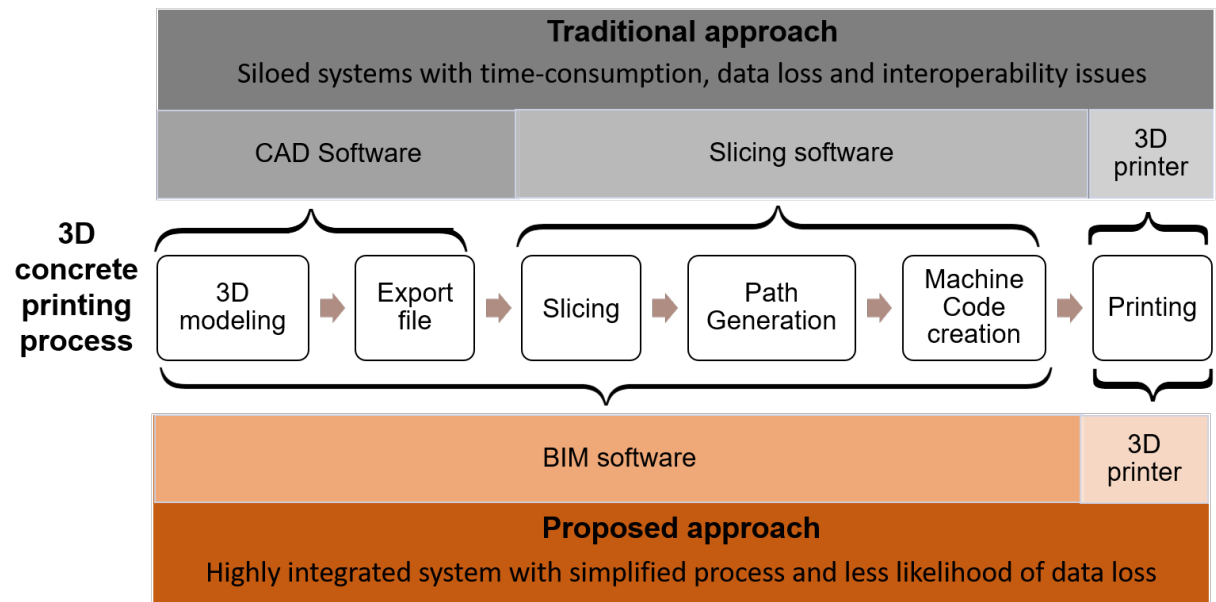 Traditional approach
Siloed systems with time-consumption, data loss and interoperability issues
CAD Software
Slicing software
3D
printer
3D
concrete
printing
process
3D
modeling
Export
file
Slicing
Path
Generation
Machine
Code
creation
Printing
BIM software
3D
printer
Proposed approach
Highly integrated system with simplified process and less likelihood of data loss